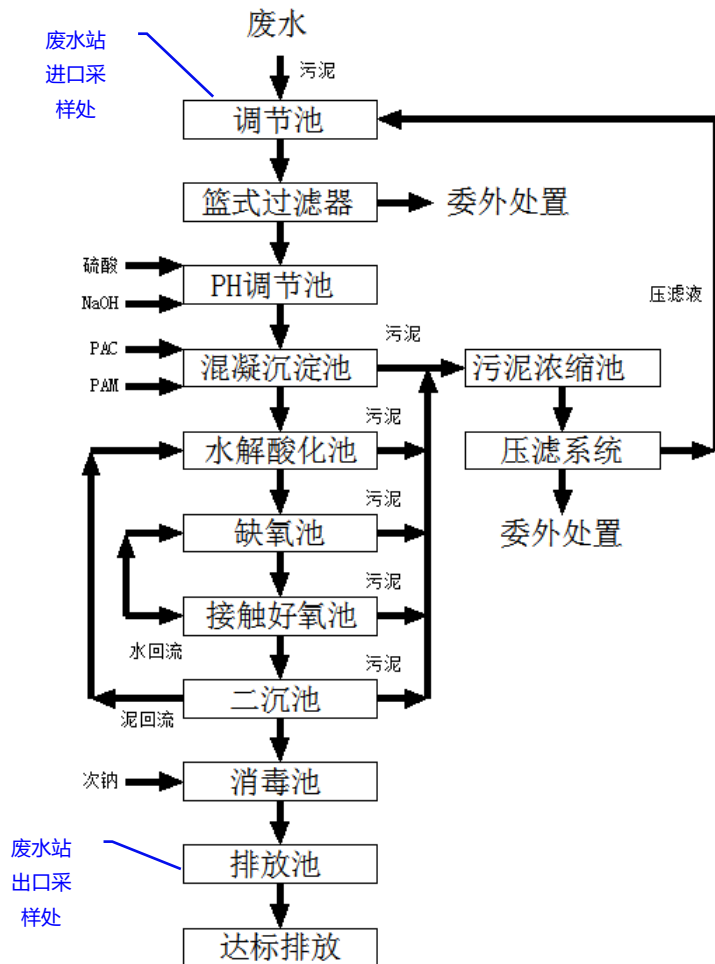 废水
废水站
进口采
样处
污泥
调节池
篮式过滤器
委外处置
硫酸
PH调节池
NaOH
压滤液
污泥
PAC
混凝沉淀池
污泥浓缩池
PAM
污泥
水解酸化池
压滤系统
污泥
缺氧池
委外处置
污泥
接触好氧池
水回流
污泥
二沉池
泥回流
次钠
消毒池
废水站
出口采
样处
排放池
达标排放